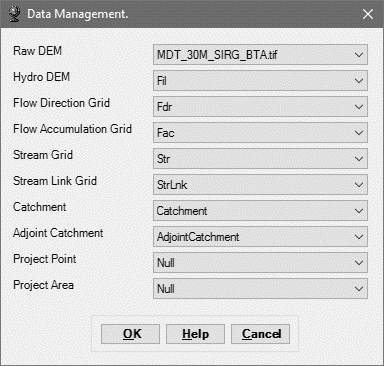 Data Management.
Raw DEM MDT_30M_SIRG_BTA.tif
Hydro DEM Fil
Flow Direction Grid Fdr
Flow Accumulation Grid Fac
Stream Grid Str
Stream Link Grid StrLnk
Catchment Catchment
Adjoint Catchment AdjointCatchment
Project Point Null
Project Area Null
OK Help Cancel